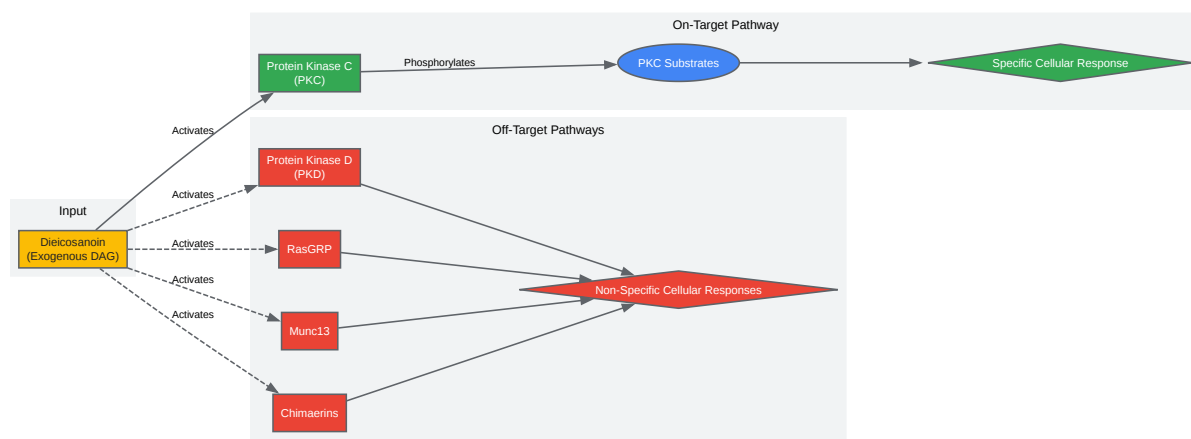 On-Target Pathway
Protein Kinase C
(PKC)
Phosphorylates
PKC Substrates
Specific Cellular Response
Activates
Off-Target Pathways
Protein Kinase D
(PKD)
Activates
Input
Dieicosanoin
(Exogenous DAG)
Activates
RasGRP
Activates
Non-Specific Cellular Responses
Activates
Munc13
Chimaerins